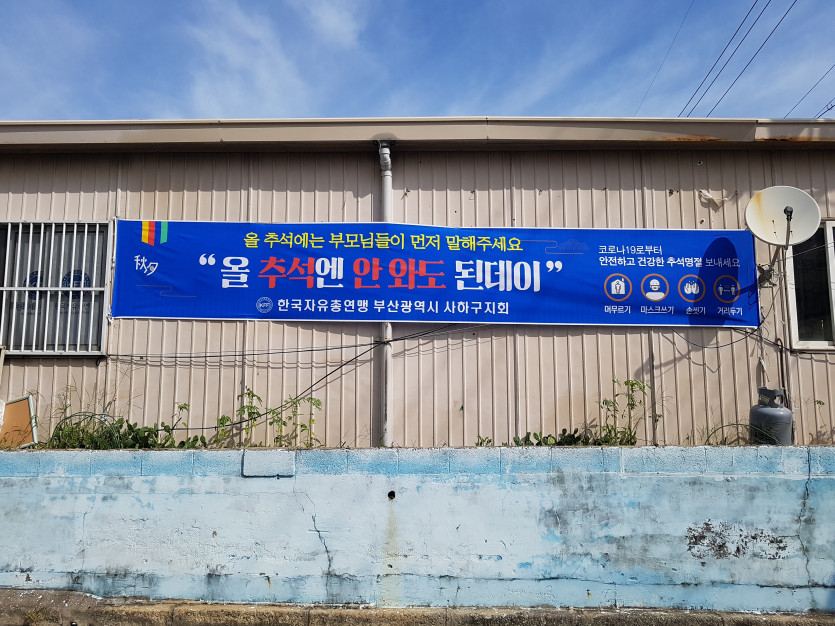 秋夕
올 추석에는 부모님들이 먼저 말해주세요
“올 추석엔 안 와도 된데이”
한국자유총연맹 부산광역시 사하구지회
코로나19로부터
안전하고 건강한 추석명절 보내세요
머무르기 마스크쓰기 손씻기 거리두기